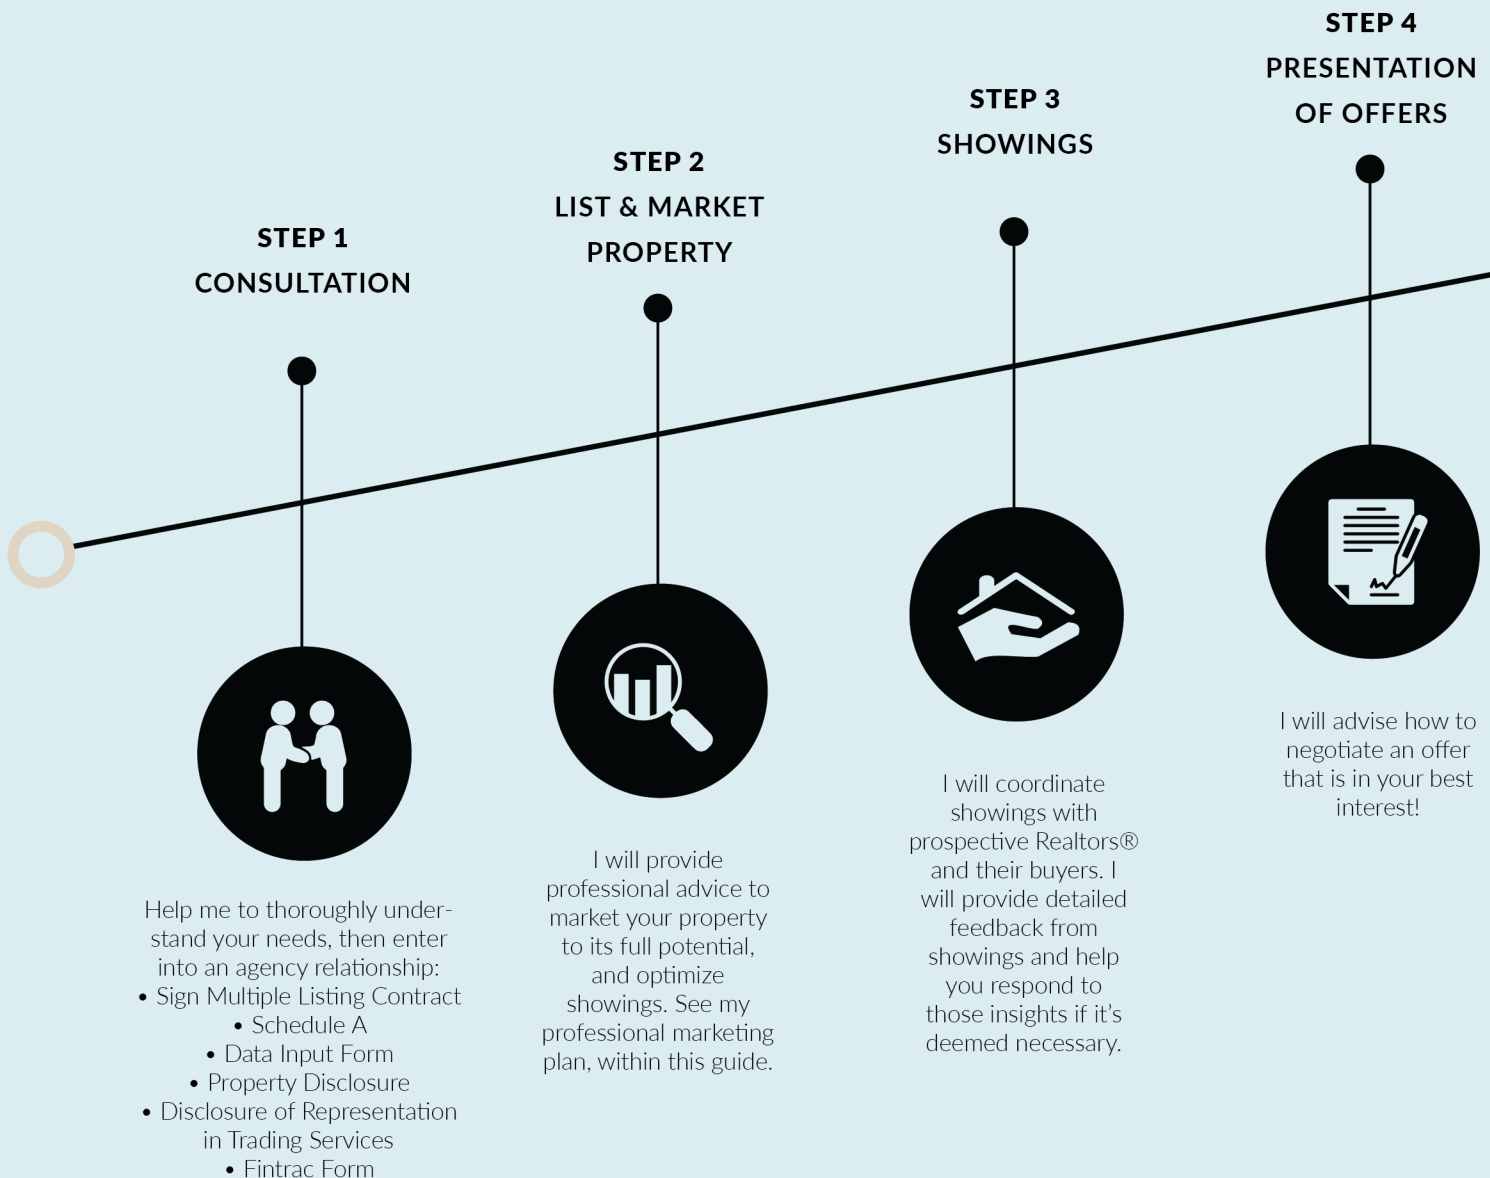 STEP 1
CONSULTATION
Help me to thoroughly under-
stand your needs, then enter
into an agency relationship:
• Sign Multiple Listing Contract
• Schedule A
• Data Input Form
• Property Disclosure
• Disclosure of Representation
in Trading Services
• Fintrac Form
STEP 2
LIST & MARKET
PROPERTY
I will provide
professional advice to
market your property
to its full potential,
and optimize
showings. See my
professional marketing
plan, within this guide.
STEP 3
SHOWINGS
I will coordinate
showings with
prospective Realtors®
and their buyers. I
will provide detailed
feedback from
showings and help
you respond to
those insights if it’s
deemed necessary.
STEP 4
PRESENTATION
OF OFFERS
I will advise how to
negotiate an offer
that is in your best
interest!